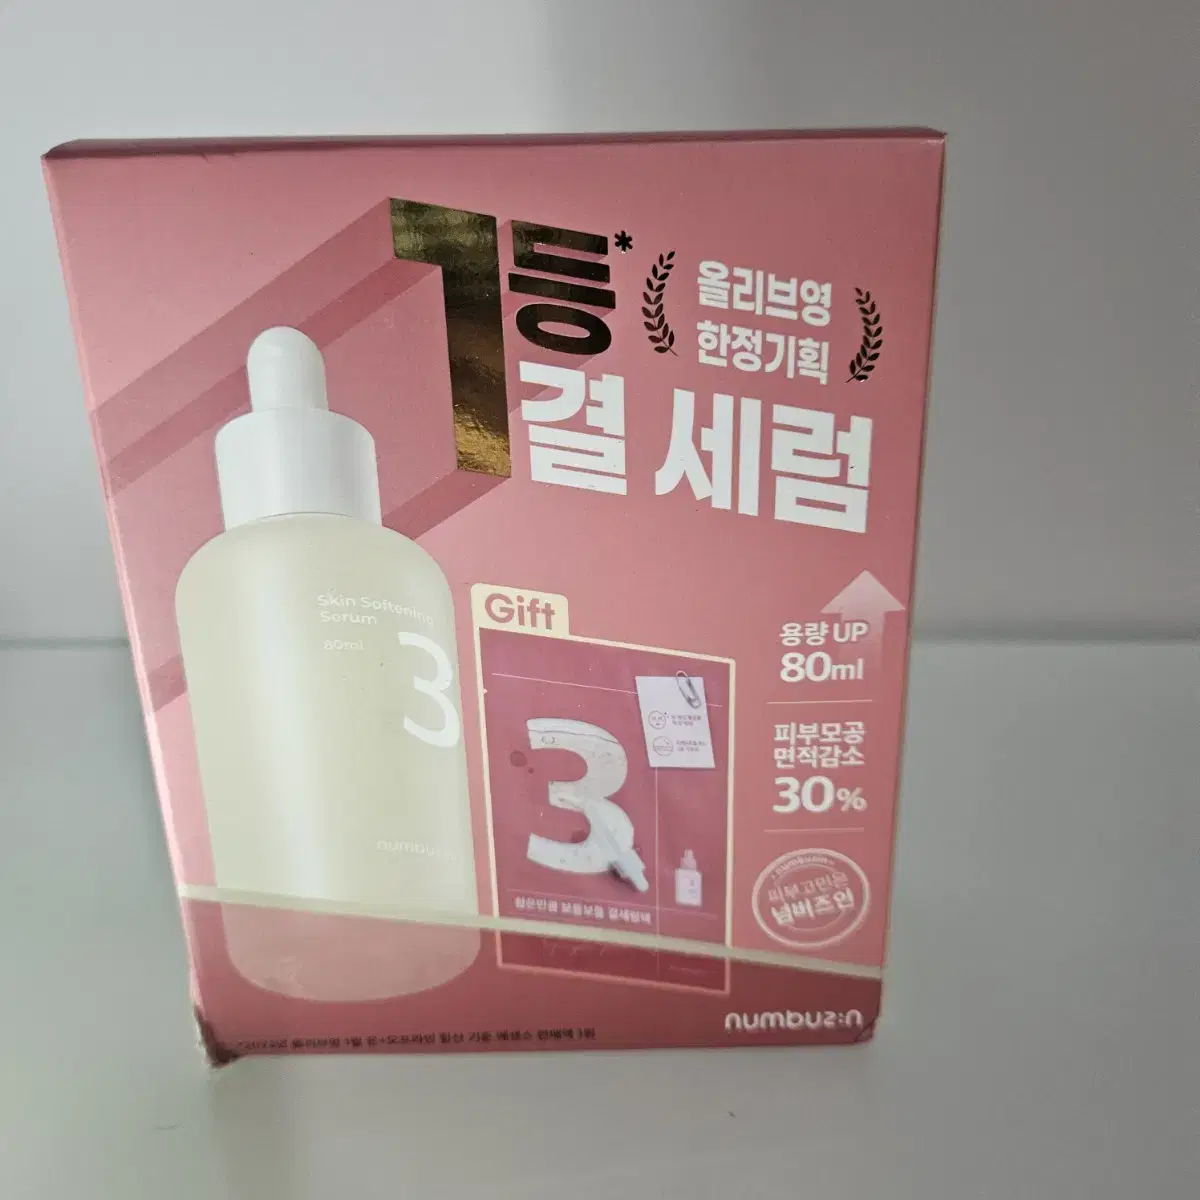 1등*
올리브영
한정기획
결 세럼
Skin Softening
Serum
80ml
3
numbuzin
Gift
3
용량 UP
80ml
피부모공
면적감소
30%
numbuzin
피부고민은
넘버즈인
numbuz:n